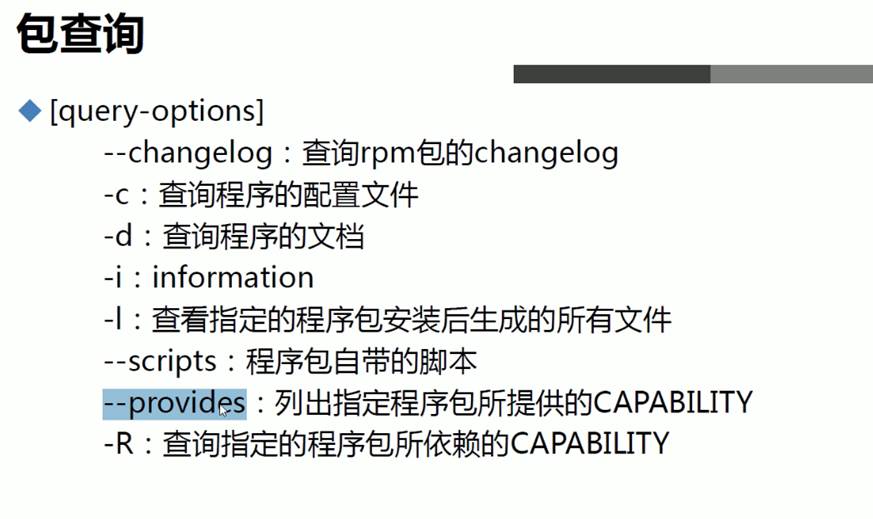 包查询
[query-options]
--changelog：查询rpm包的changelog
-c：查询程序的配置文件
-d：查询程序的文档
-i：information
-l：查看指定的程序包安装后生成的所有文件
--scripts：程序包自带的脚本
--provides：列出指定程序包所提供的CAPABILITY
-R：查询指定的程序包所依赖的CAPABILITY